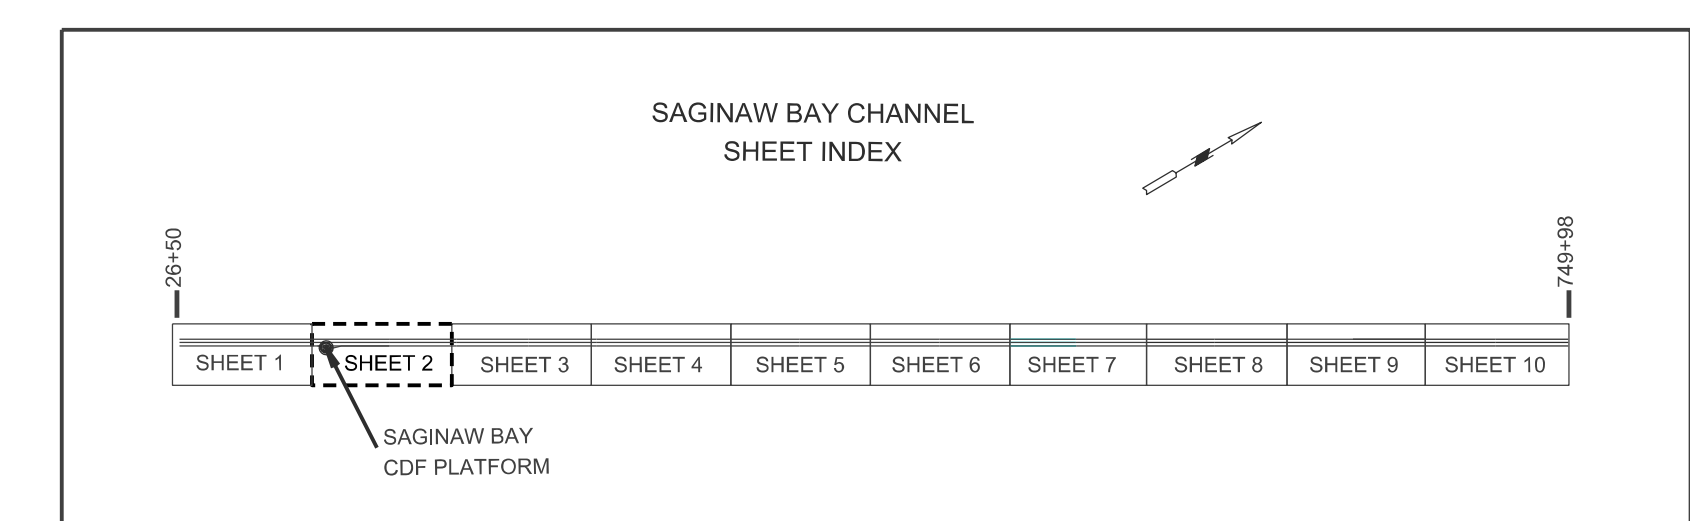 SAGINAW BAY CHANNEL
SHEET INDEX
26+50
749+98
SHEET 1
SHEET 2
SHEET 3
SHEET 4
SHEET 5
SHEET 6
SHEET 7
SHEET 8
SHEET 9
SHEET 10
SAGINAW BAY
CDF PLATFORM